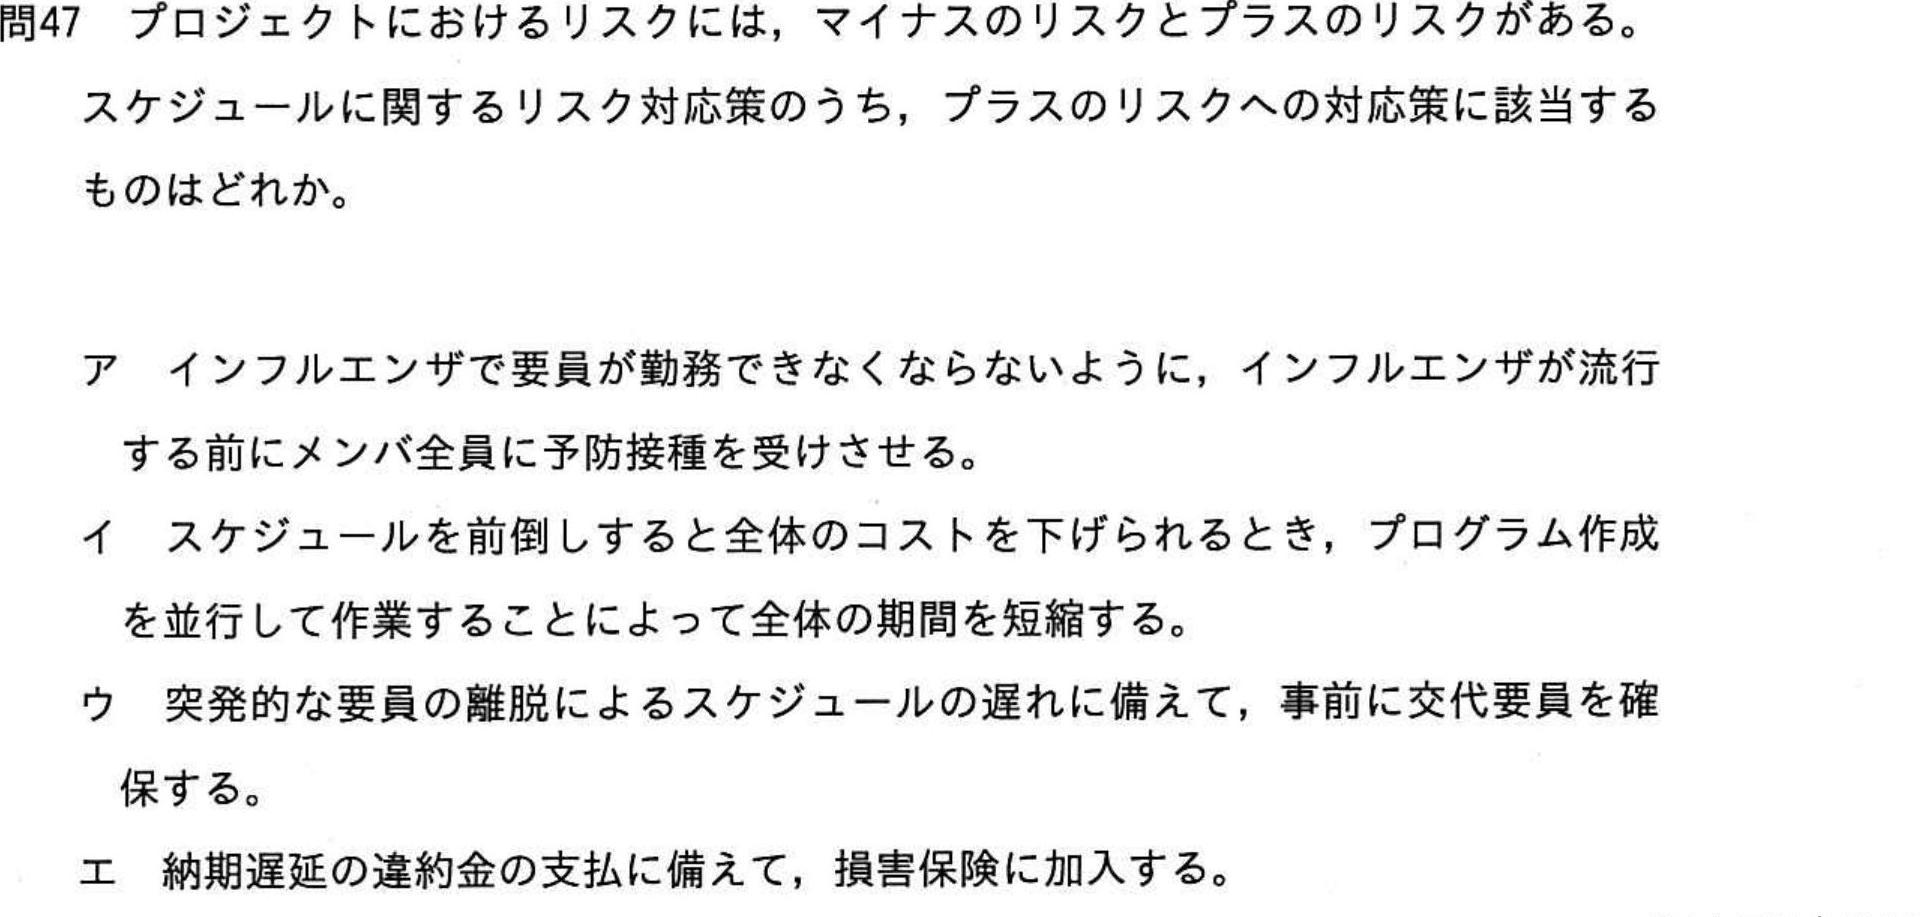 問47　プロジェクトにおけるリスクには，マイナスのリスクとプラスのリスクがある。
スケジュールに関するリスク対応策のうち，プラスのリスクへの対応策に該当する
ものはどれか。
ア　インフルエンザで要員が勤務できなくならないように，インフルエンザが流行
する前にメンバ全員に予防接種を受けさせる。
イ　スケジュールを前倒しすると全体のコストを下げられるとき，プログラム作成
を並行して作業することによって全体の期間を短縮する。
ウ　突発的な要員の離脱によるスケジュールの遅れに備えて，事前に交代要員を確
保する。
エ　納期遅延の違約金の支払に備えて，損害保険に加入する。